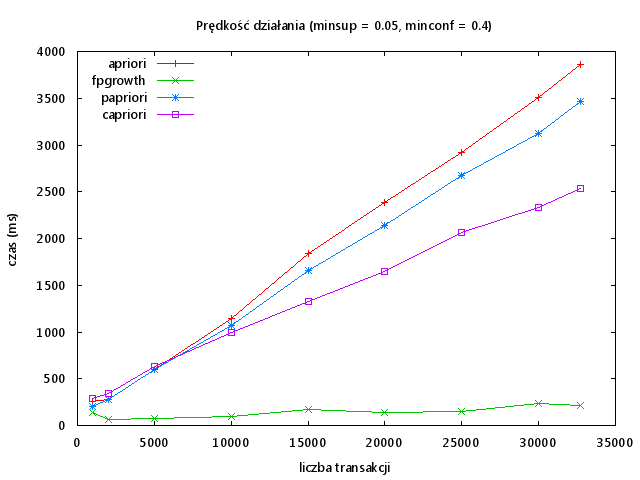 Prędkość działania (minsup = 0.05, minconf = 0.4)
4000
3500
3000
2500
2000
1500
1000
500
0
czas (ms)
apriori
fpgrowth
papriori
capriori
0 5000 10000 15000 20000 25000 30000 35000
liczba transakcji